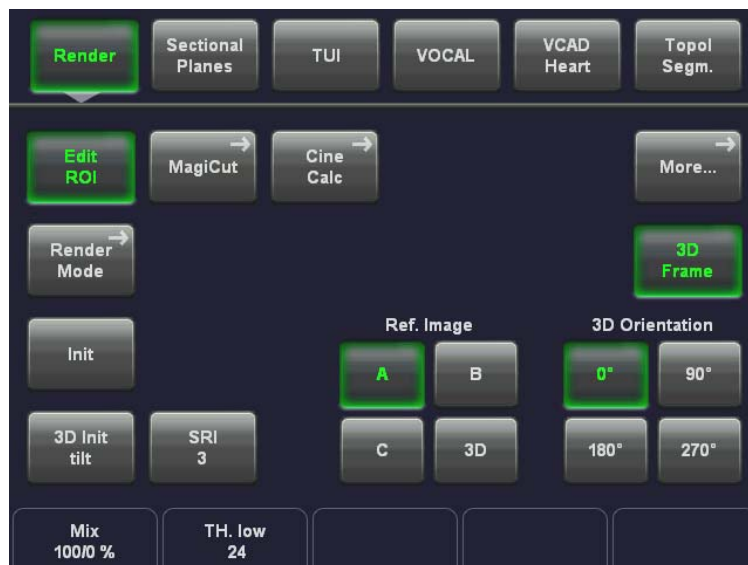 Render
Sectional
Planes
TUI
VOCAL
VCAD
Heart
Topol
Segm.
Edit
ROI
MagiCut
Cine
Calc
More...
Render
Mode
3D
Frame
Init
Ref. Image
3D Orientation
A
B
0°
90°
3D Init
tilt
SRI
3
C
3D
180°
270°
Mix
100/0 %
TH. low
24